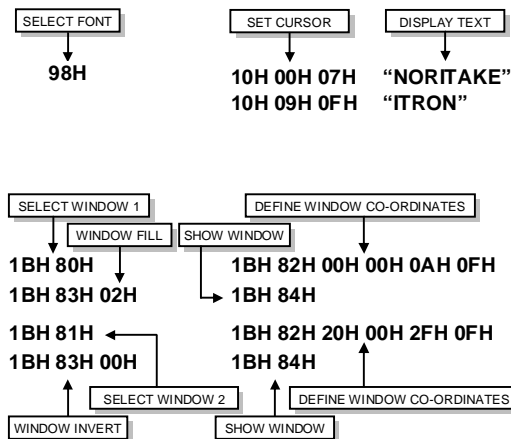 SELECT FONT SET CURSOR DISPLAY TEXT
98H 10H 00H 07H “NORITAKE”
10H 09H 0FH “ITRON”
SELECT WINDOW 1 DEFINE WINDOW CO-ORDINATES
WINDOW FILL SHOW WINDOW
1BH 80H 1BH 82H 00H 00H 0AH 0FH
1BH 83H 02H 1BH 84H
1BH 81H 1BH 82H 20H 00H 2FH 0FH
1BH 83H 00H 1BH 84H
SELECT WINDOW 2 DEFINE WINDOW CO-ORDINATES
WINDOW INVERT SHOW WINDOW